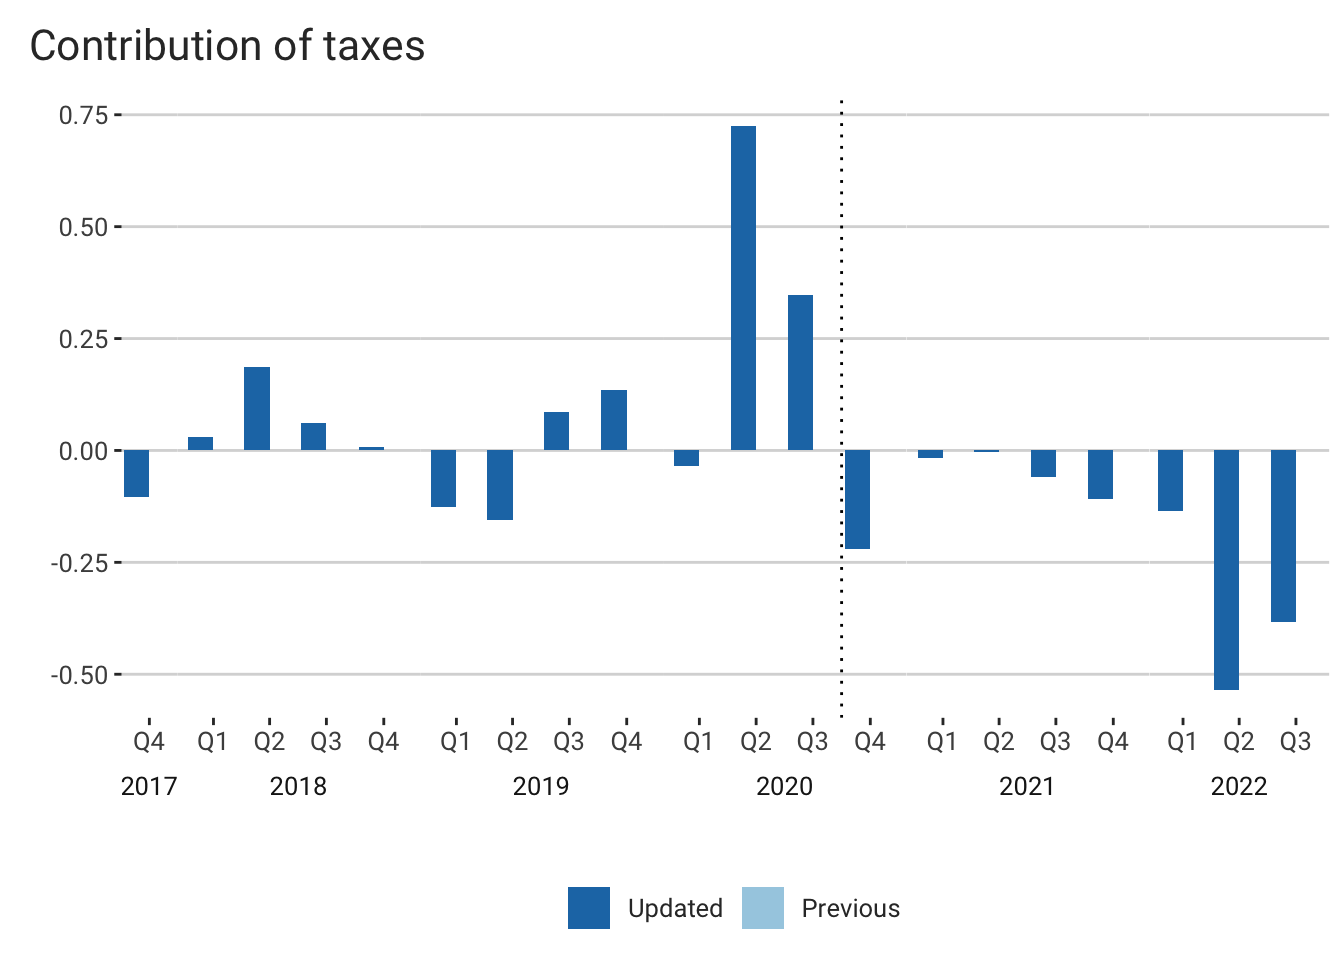 Contribution of taxes
0.75
0.50
0.25
0.00
-0.25
-0.50
Q4 Q1 Q2 Q3 Q4 Q1 Q2 Q3 Q4 Q1 Q2 Q3 Q4 Q1 Q2 Q3 Q4 Q1 Q2 Q3
2017 2018 2019 2020 2021 2022
Updated Previous